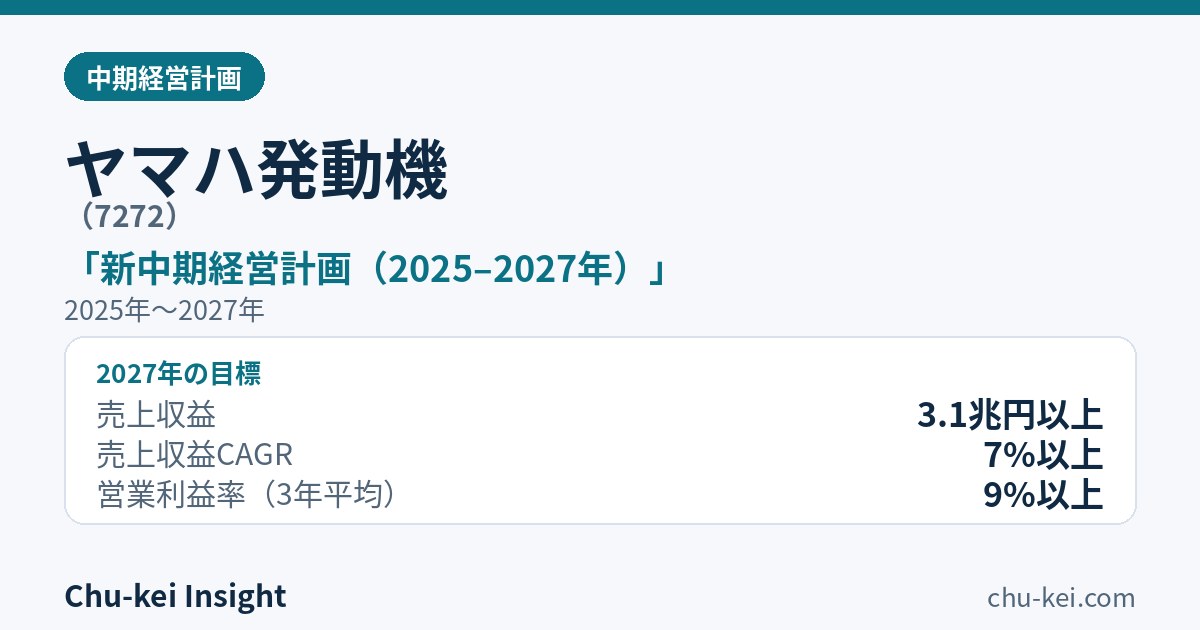 中期経営計画
ヤマハ発動機
（7272）
「新中期経営計画（2025–2027年）」
2025年～2027年
2027年の目標
売上収益 3.1兆円以上
売上収益CAGR 7%以上
営業利益率（3年平均） 9%以上
Chu-kei Insight chu-kei.com